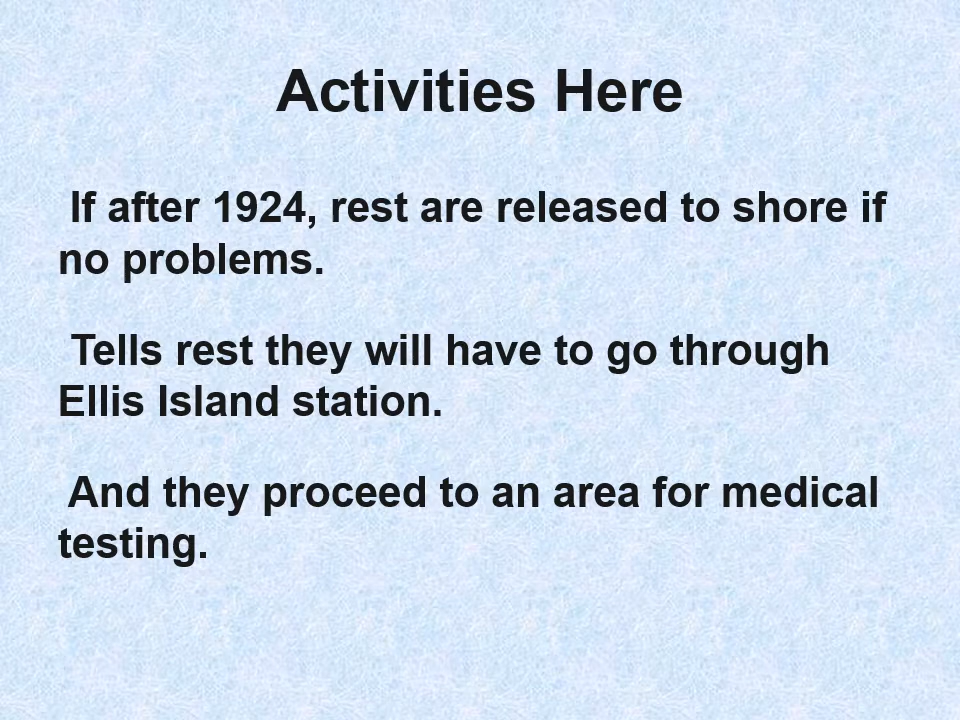 Activities Here
If after 1924, rest are released to shore if
no problems.
Tells rest they will have to go through
Ellis Island station.
And they proceed to an area for medical
testing.